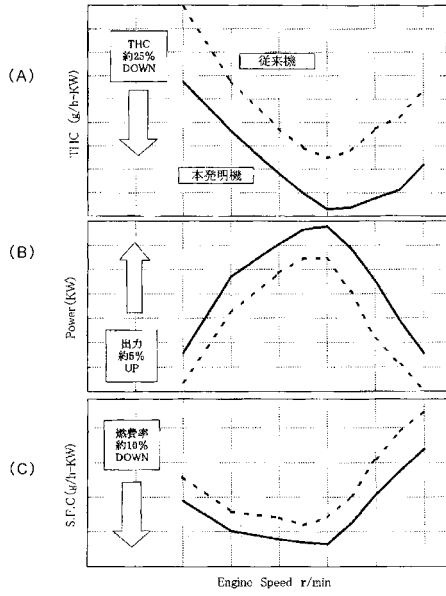 (A)
THC
約25%
DOWN
従来機
本発明機
THC (g/h-KW)
(B)
出力
約5%
UP
Power(KW)
(C)
燃費率
約10%
DOWN
S.F.C(g/h-KW)
Engine Speed r/min